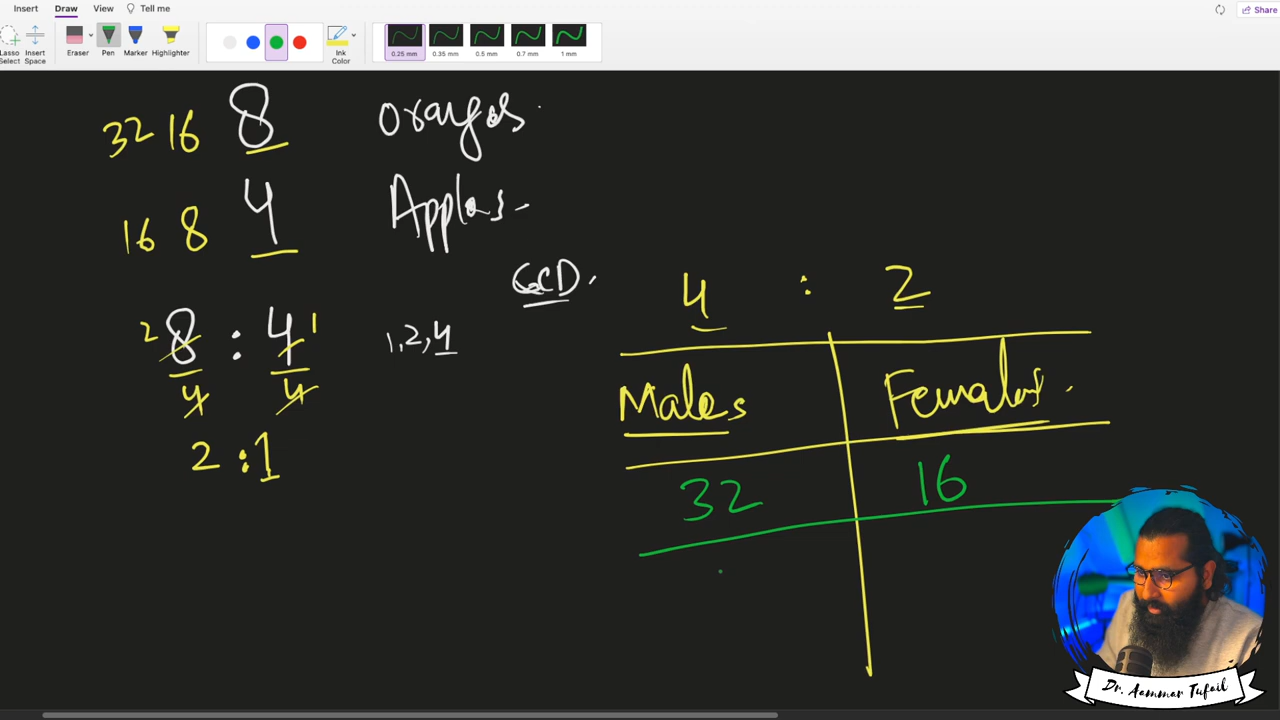 Insert Draw View Tell me
Share
Lasso Select
Insert Space
Eraser
Pen
Marker
Highlighter
Ink Color
0.25 mm
0.35 mm
0.5 mm
0.7 mm
1 mm
32 16 8 Oranges.
16 8 4 Apples.
GCD.
4 : 2
2 8 : 4 1
1, 2, 4
4 4
2 : 1
Males Females.
32 16
Dr. Aammar Tufail